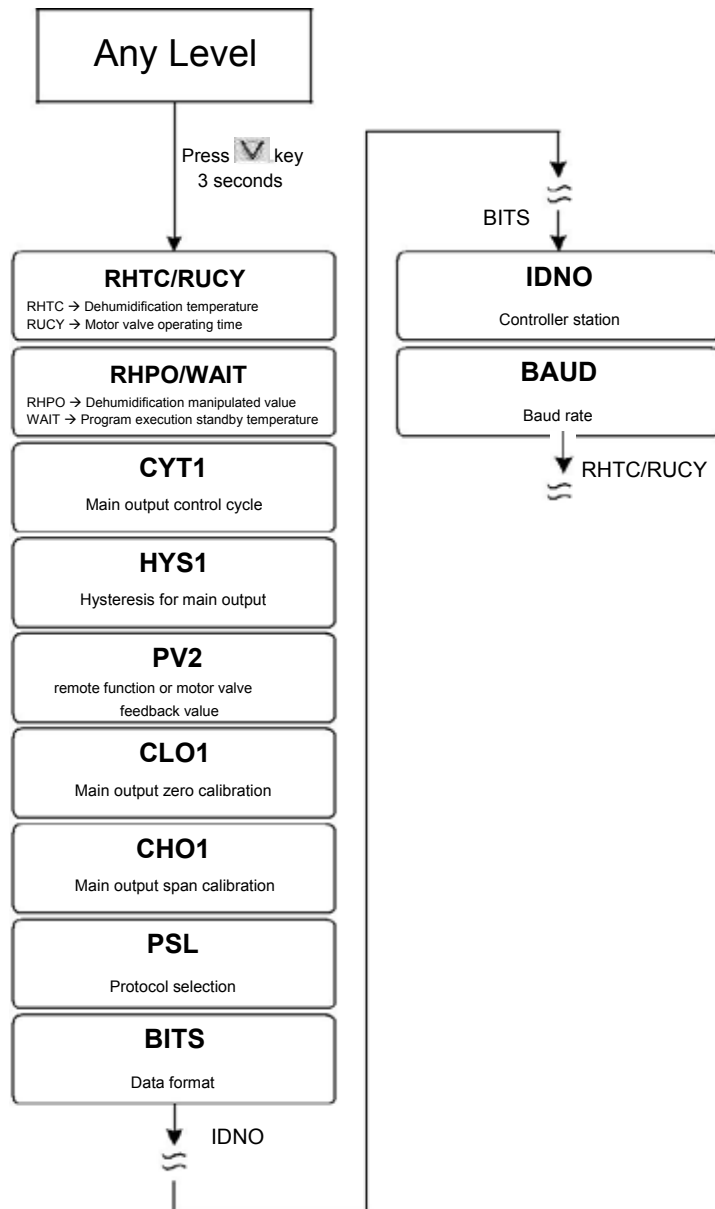 Any Level
Press V key
3 seconds
RHTC/RUCY
RHTC → Dehumidification temperature
RUCY → Motor valve operating time
RHPO/WAIT
RHPO → Dehumidification manipulated value
WAIT → Program execution standby temperature
CYT1
Main output control cycle
HYS1
Hysteresis for main output
PV2
remote function or motor valve
feedback value
CLO1
Main output zero calibration
CHO1
Main output span calibration
PSL
Protocol selection
BITS
Data format
IDNO
BITS
IDNO
Controller station
BAUD
Baud rate
RHTC/RUCY